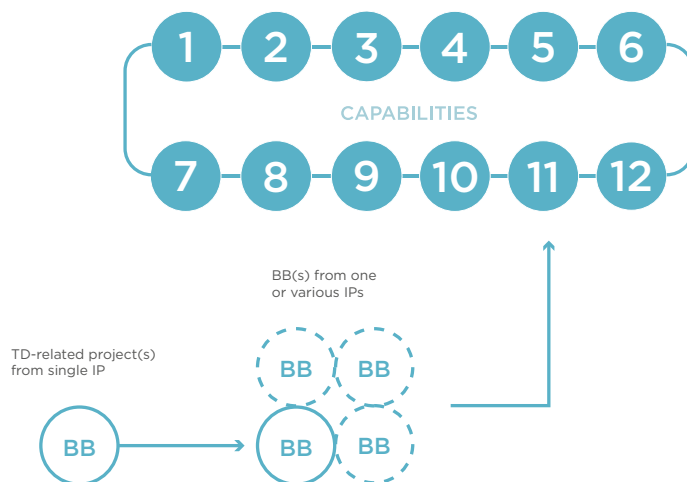 1 2 3 4 5 6
CAPABILITIES
7 8 9 10 11 12
BB(s) from one
or various IPs
TD-related project(s)
from single IP
BB BB
BB BB BB